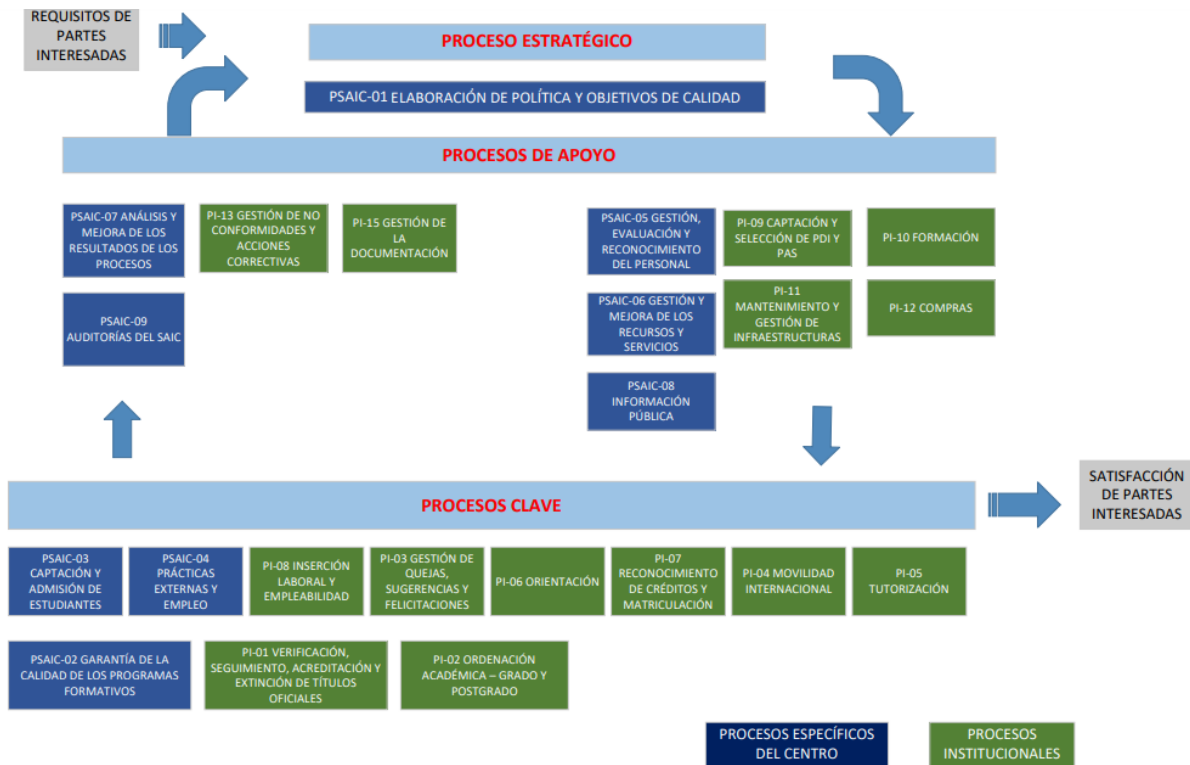 REQUISITOS DE
PARTES
INTERESADAS
PROCESO ESTRATÉGICO
PSAIC-01 ELABORACIÓN DE POLÍTICA Y OBJETIVOS DE CALIDAD
PROCESOS DE APOYO
PSAIC-07 ANÁLISIS Y
MEJORA DE LOS
RESULTADOS DE LOS
PROCESOS
PI-13 GESTIÓN DE NO
CONFORMIDADES Y
ACCIONES
CORRECTIVAS
PI-15 GESTIÓN DE
LA
DOCUMENTACIÓN
PSAIC-05 GESTIÓN,
EVALUACIÓN Y
RECONOCIMIENTO
DEL PERSONAL
PI-09 CAPTACIÓN Y
SELECCIÓN DE PDI Y
PAS
PI-10 FORMACIÓN
PSAIC-09
AUDITORÍAS DEL SAIC
PSAIC-06 GESTIÓN Y
MEJORA DE LOS
RECURSOS Y
SERVICIOS
PI-11
MANTENIMIENTO Y
GESTIÓN DE
INFRAESTRUCTURAS
PI-12 COMPRAS
PSAIC-08
INFORMACIÓN
PÚBLICA
PROCESOS CLAVE
SATISFACCIÓN
DE PARTES
INTERESADAS
PSAIC-03
CAPTACIÓN Y
ADMISIÓN DE
ESTUDIANTES
PSAIC-04
PRÁCTICAS
EXTERNAS Y
EMPLEO
PI-08 INSERCIÓN
LABORAL Y
EMPLEABILIDAD
PI-03 GESTIÓN DE
QUEJAS,
SUGERENCIAS Y
FELICITACIONES
PI-06 ORIENTACIÓN
PI-07
RECONOCIMIENTO
DE CRÉDITOS Y
MATRICULACIÓN
PI-04 MOVILIDAD
INTERNACIONAL
PI-05
TUTORIZACIÓN
PSAIC-02 GARANTÍA DE LA
CALIDAD DE LOS PROGRAMAS
FORMATIVOS
PI-01 VERIFICACIÓN,
SEGUIMIENTO, ACREDITACIÓN Y
EXTINCIÓN DE TÍTULOS
OFICIALES
PI-02 ORDENACIÓN
ACADÉMICA – GRADO Y
POSTGRADO
PROCESOS ESPECÍFICOS
DEL CENTRO
PROCESOS
INSTITUCIONALES